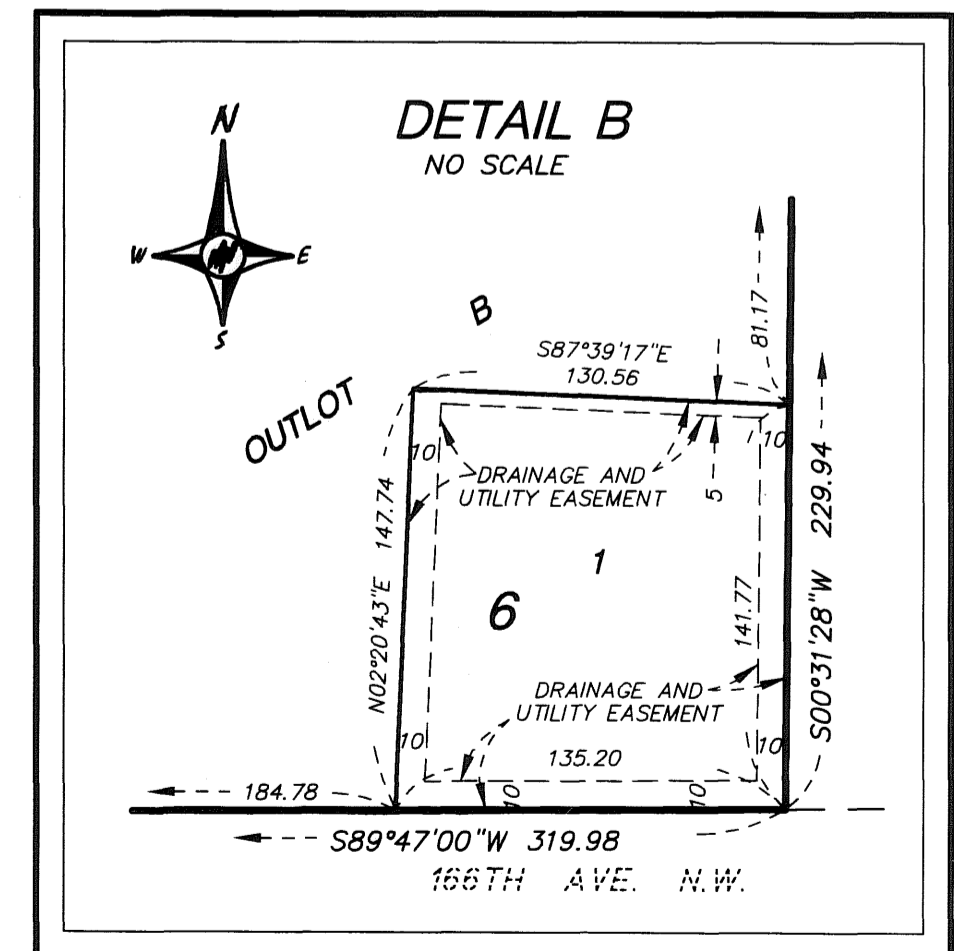 N
DETAIL B
NO SCALE
W
E
S
B
S87°39'17"E
130.56
81.17
OUTLOT
10
10
5
DRAINAGE AND
UTILITY EASEMENT
147.74
N02°20'43"E
229.94
S00°31'28"W
1
6
141.77
DRAINAGE AND
UTILITY EASEMENT
10
10
135.20
10
10
184.78
S89°47'00"W 319.98
166TH AVE. N.W.